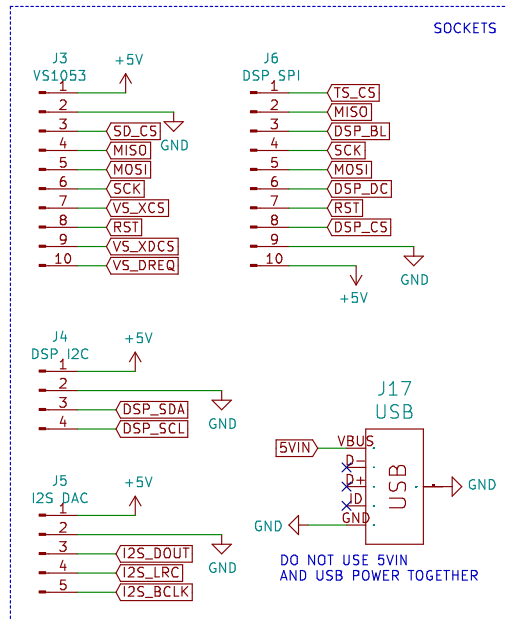 SOCKETS
J3
VS1053
+5V
1
2
GND
3 SD_CS
4 MISO
5 MOSI
6 SCK
7 VS_XCS
8 RST
9 VS_XDCS
10 VS_DREQ
J6
DSP_SPI
1 TS_CS
2 MISO
3 DSP_BL
4 SCK
5 MOSI
6 DSP_DC
7 RST
8 DSP_CS
9
GND
10
+5V
J4
DSP_I2C
+5V
1
2
GND
3 DSP_SDA
4 DSP_SCL
J5
I2S_DAC
+5V
1
2
GND
3 I2S_DOUT
4 I2S_LRC
5 I2S_BCLK
J17
USB
5VIN VBUS
D-
D+
ID
GND GND
USB
GND
DO NOT USE 5VIN
AND USB POWER TOGETHER